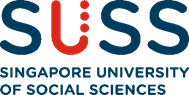 SUSS
SINGAPORE UNIVERSITY
OF SOCIAL SCIENCES